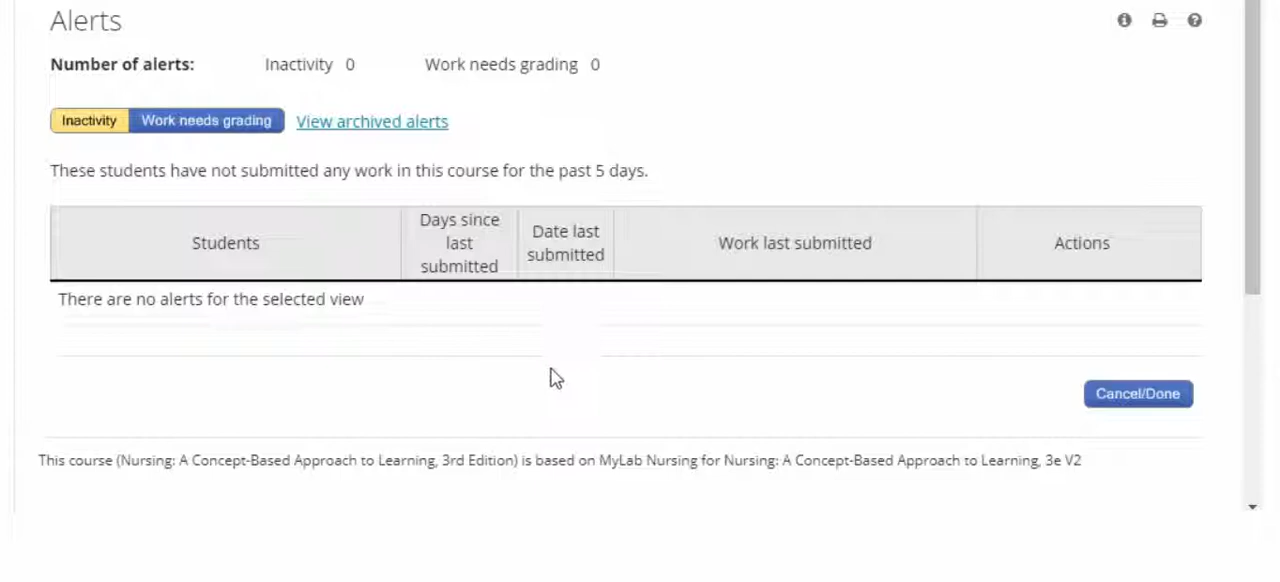 Alerts
Number of alerts: Inactivity 0 Work needs grading 0
Inactivity Work needs grading View archived alerts
These students have not submitted any work in this course for the past 5 days.
Students Days since last submitted Date last submitted Work last submitted Actions
There are no alerts for the selected view
Cancel/Done
This course (Nursing: A Concept-Based Approach to Learning, 3rd Edition) is based on MyLab Nursing for Nursing: A Concept-Based Approach to Learning, 3e V2